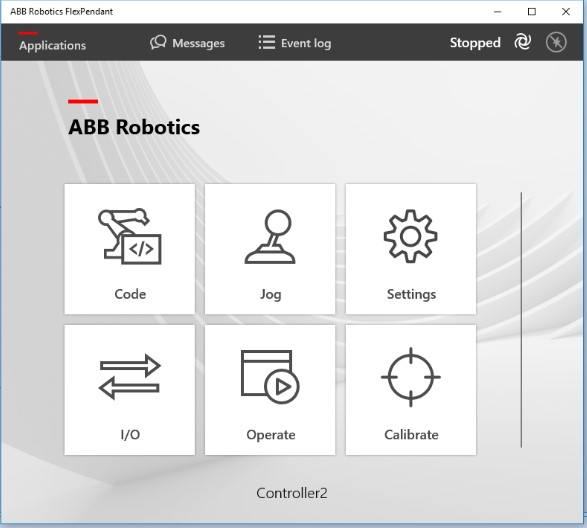 ABB Robotics FlexPendant
Applications
Messages
Event log
Stopped
ABB Robotics
</>
Code
Jog
Settings
I/O
Operate
Calibrate
Controller2